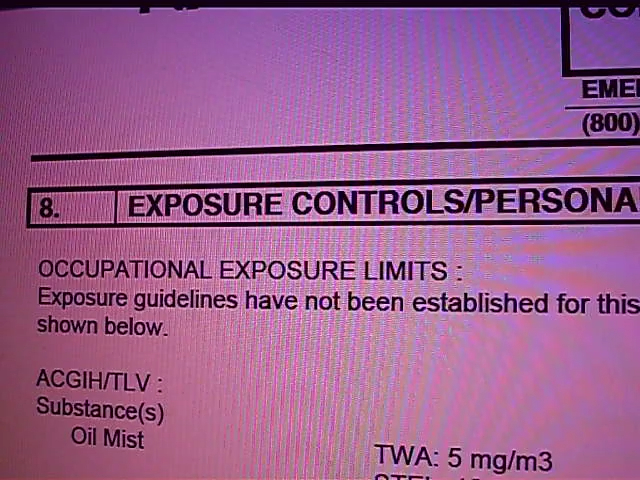 EMER
(800)
8. EXPOSURE CONTROLS/PERSONA
OCCUPATIONAL EXPOSURE LIMITS :
Exposure guidelines have not been established for this
shown below.
ACGIH/TLV :
Substance(s)
Oil Mist
TWA: 5 mg/m3